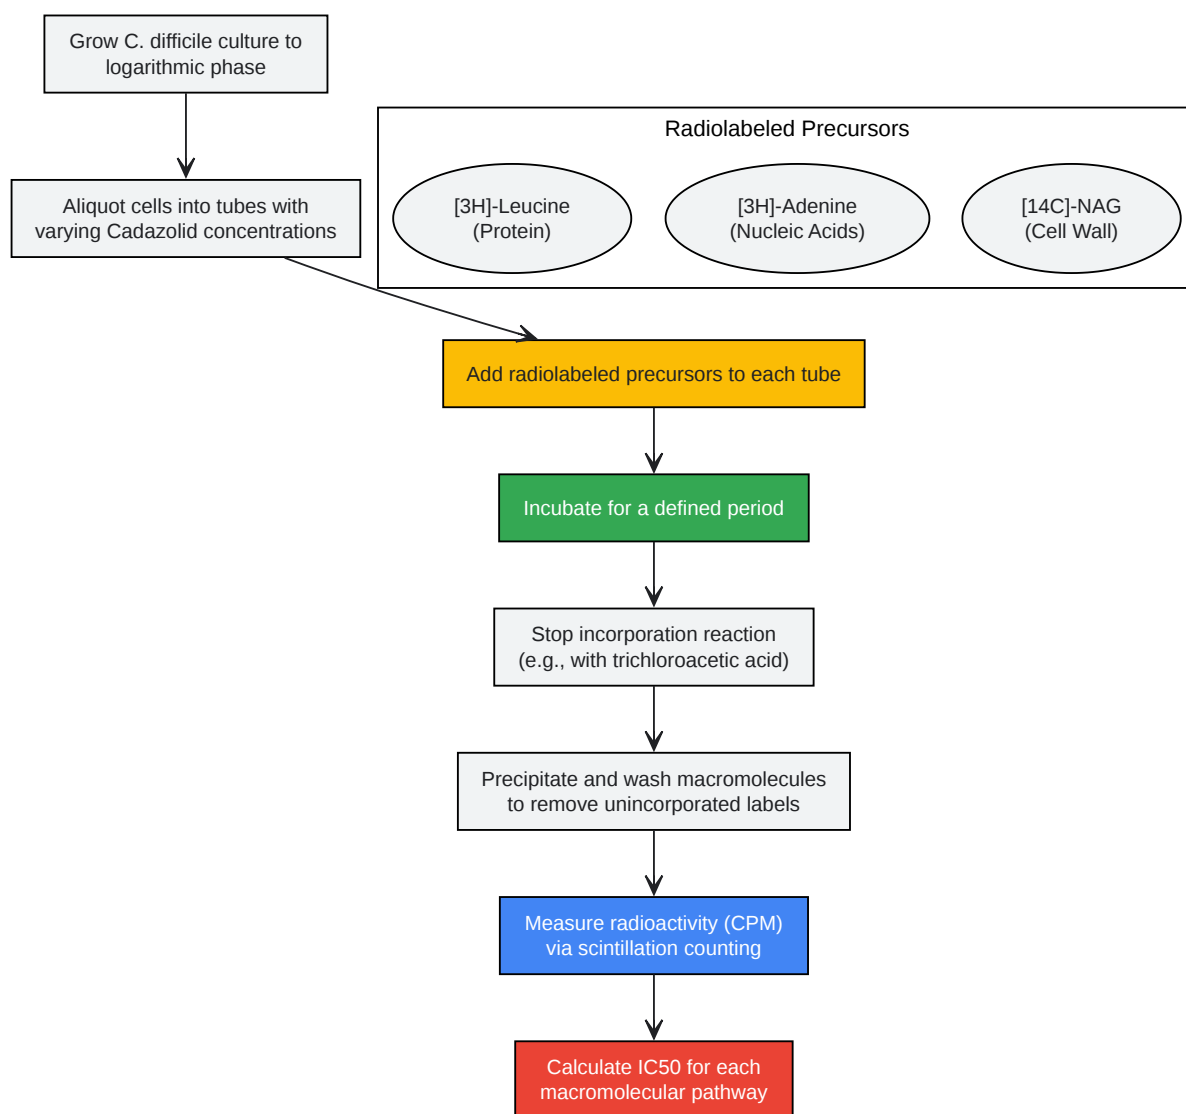 Grow C. difficile culture to
logarithmic phase
Radiolabeled Precursors
[3H]-Leucine
(Protein)
[3H]-Adenine
(Nucleic Acids)
[14C]-NAG
(Cell Wall)
Aliquot cells into tubes with
varying Cadazolid concentrations
Add radiolabeled precursors to each tube
Incubate for a defined period
Stop incorporation reaction
(e.g., with trichloroacetic acid)
Precipitate and wash macromolecules
to remove unincorporated labels
Measure radioactivity (CPM)
via scintillation counting
Calculate IC50 for each
macromolecular pathway